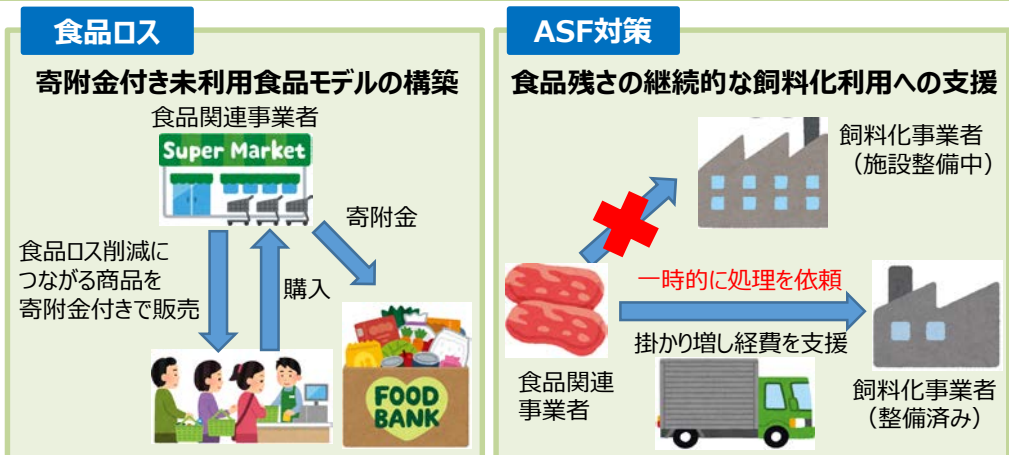 食品ロス
寄附金付き未利用食品モデルの構築
食品関連事業者
Super Market
寄附金
食品ロス削減に
つながる商品を
寄附金付きで販売
購入
FOOD
BANK
ASF対策
食品残さの継続的な飼料化利用への支援
飼料化事業者
（施設整備中）
一時的に処理を依頼
掛かり増し経費を支援
食品関連
事業者
飼料化事業者
（整備済み）